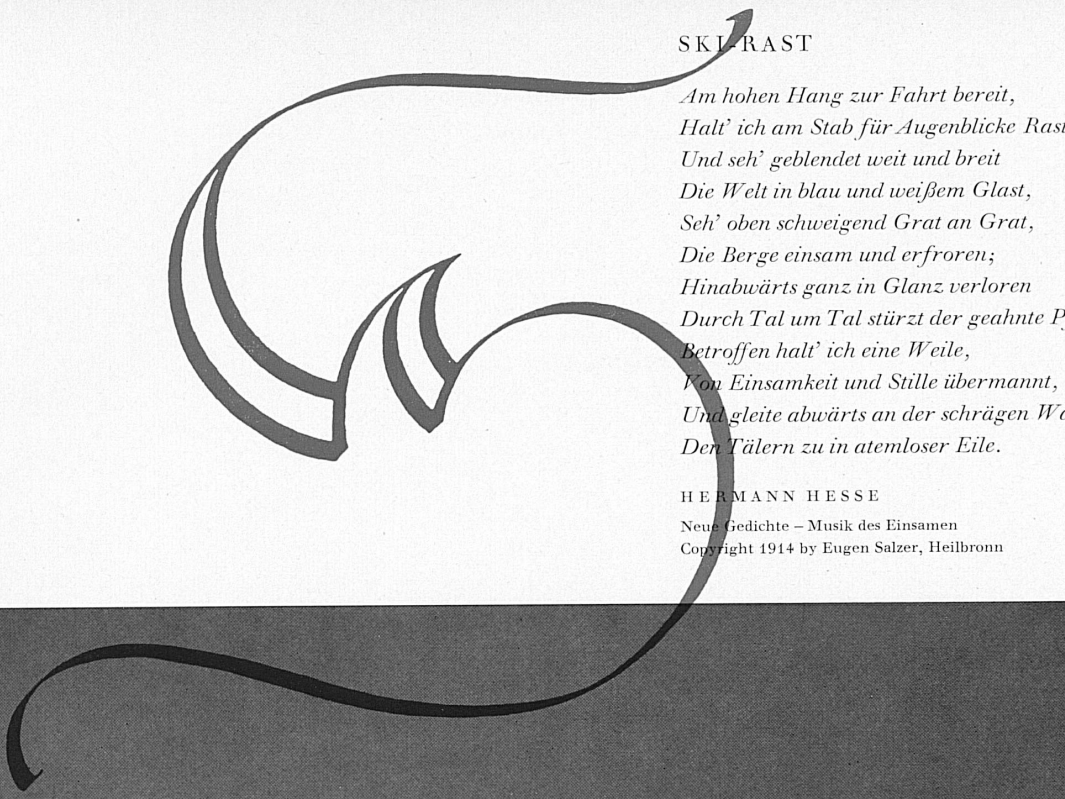 SKI-RAST
Am hohen Hang zur Fahrt bereit,
Halt’ ich am Stab für Augenblicke Rast
Und seh’ geblendet weit und breit
Die Welt in blau und weißem Glast,
Seh’ oben schweigend Grat an Grat,
Die Berge einsam und erfroren;
Hinabwärts ganz in Glanz verloren
Durch Tal um Tal stürzt der geahnte
Betroffen halt’ ich eine Weile,
Von Einsamkeit und Stille übermannt,
Und gleite abwärts an der schrägen
Den Tälern zu in atemloser Eile.
HERMANN HESSE
Neue Gedichte – Musik des Einsamen
Copyright 1914 by Eugen Salzer, Heilbronn